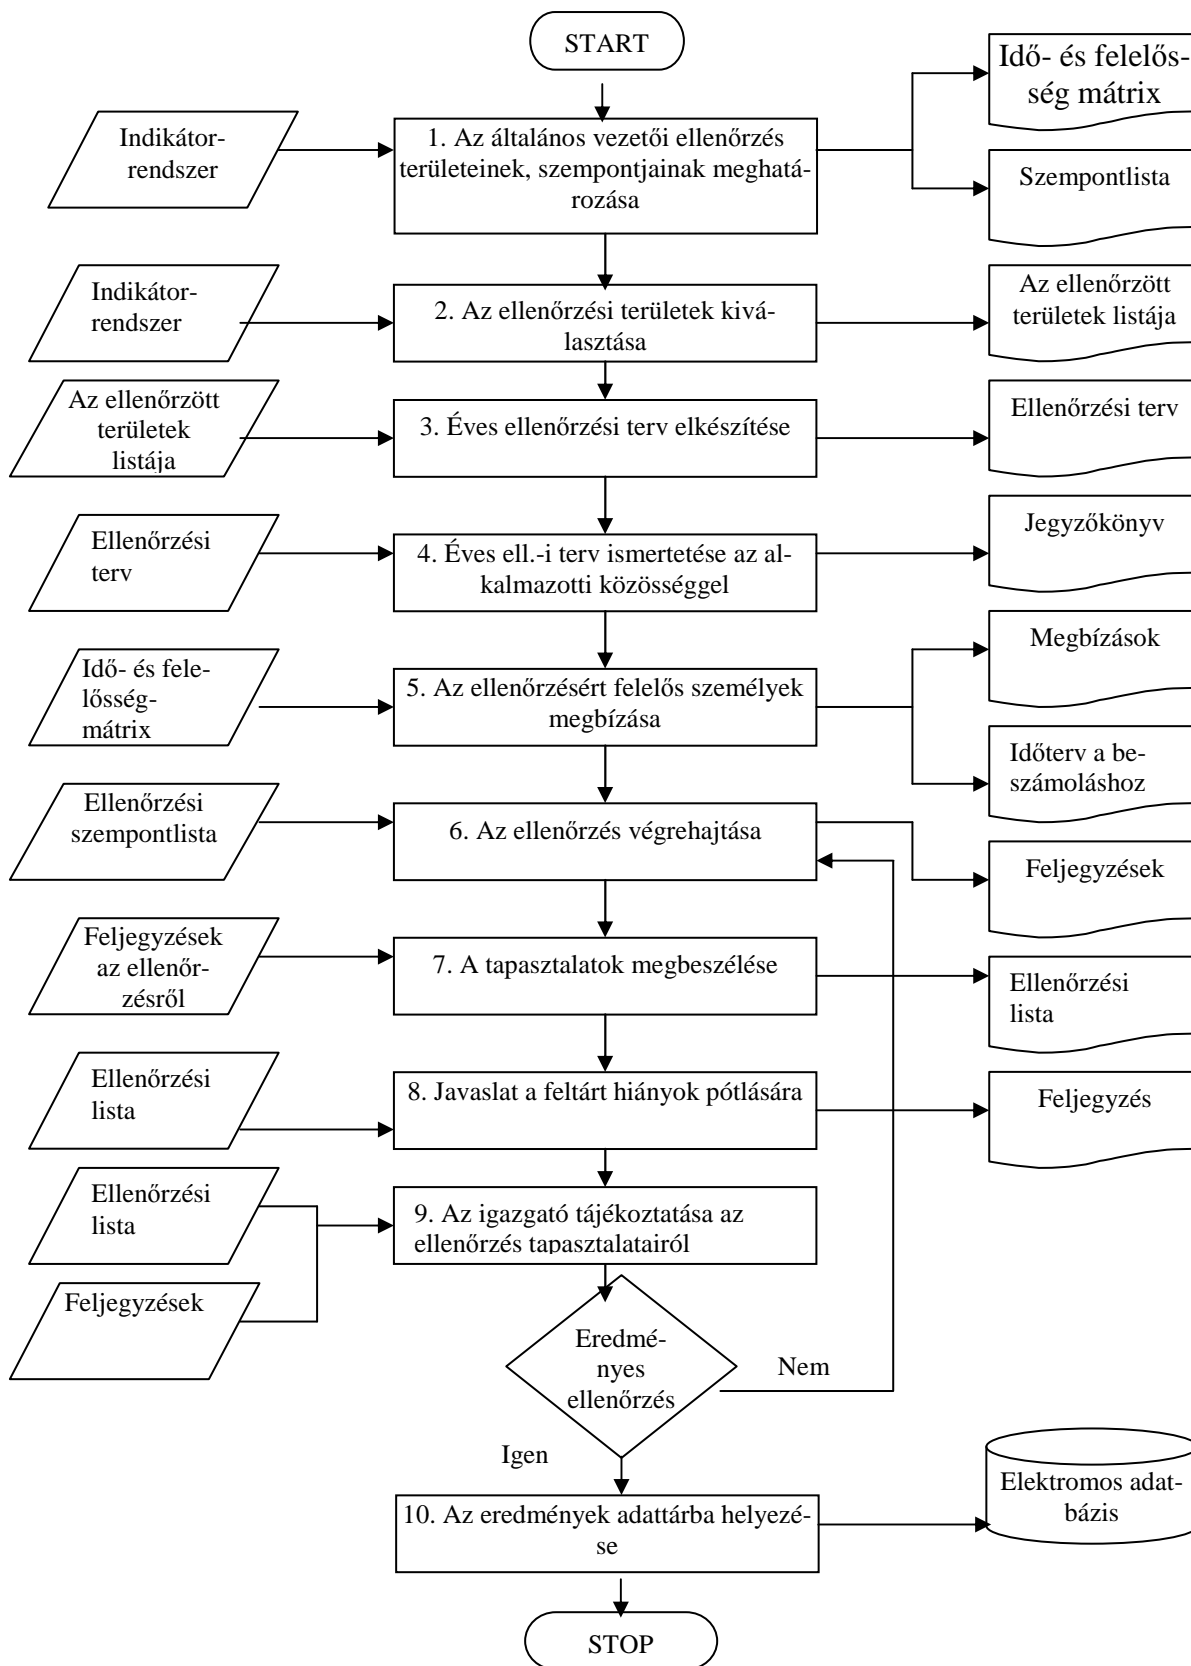 START
Idő- és felelős-
ség mátrix
Indikátor-
rendszer
1. Az általános vezetői ellenőrzés
területeinek, szempontjainak meghatá-
rozása
Szempontlista
Indikátor-
rendszer
2. Az ellenőrzési területek kivá-
lasztása
Az ellenőrzött
területek listája
Az ellenőrzött
területek
listája
3. Éves ellenőrzési terv elkészítése
Ellenőrzési terv
Ellenőrzési
terv
4. Éves ell.-i terv ismertetése az al-
kalmazotti közösséggel
Jegyzőkönyv
Idő- és fele-
lősség-
mátrix
5. Az ellenőrzésért felelős személyek
megbízása
Megbízások
Időterv a be-
számoláshoz
Ellenőrzési
szempontlista
6. Az ellenőrzés végrehajtása
Feljegyzések
Feljegyzések
az ellenőr-
zésről
7. A tapasztalatok megbeszélése
Ellenőrzési
lista
Ellenőrzési
lista
8. Javaslat a feltárt hiányok pótlására
Feljegyzés
Ellenőrzési
lista
9. Az igazgató tájékoztatása az
ellenőrzés tapasztalatairól
Feljegyzések
Eredmé-
nyes
ellenőrzés
Nem
Igen
10. Az eredmények adattárba helyezé-
se
Elektromos adat-
bázis
STOP